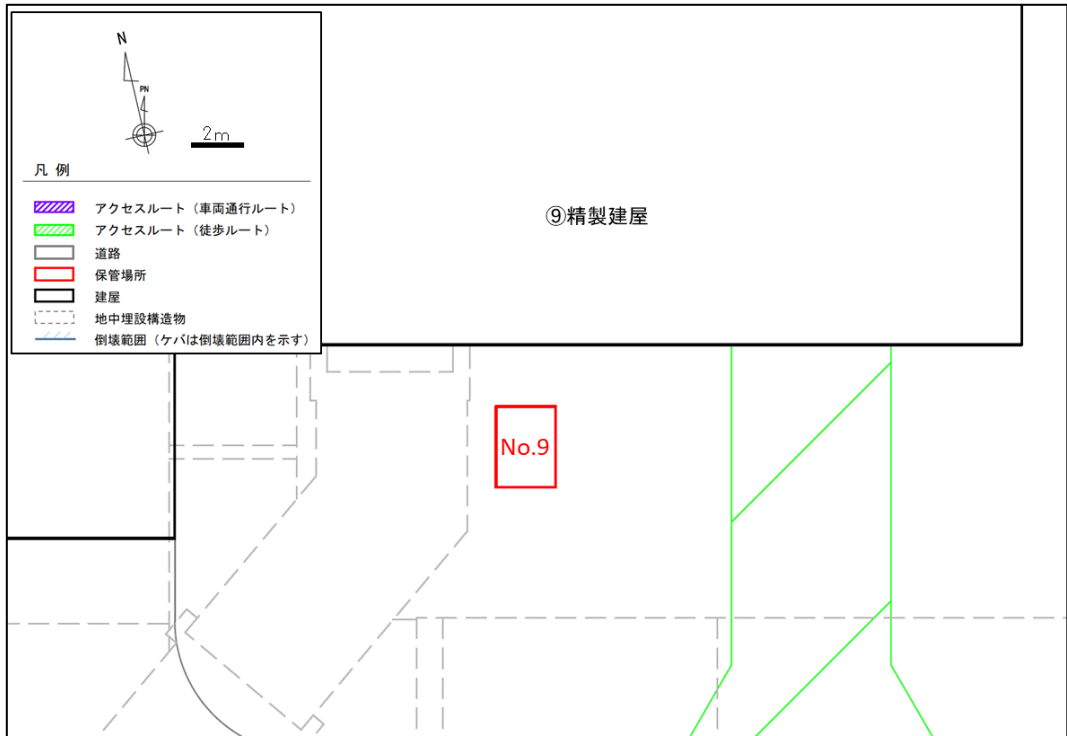 N
PN
2m
凡 例
アクセスルート（車両通行ルート）
アクセスルート（徒歩ルート）
道路
保管場所
建屋
地中埋設構造物
倒壊範囲（ケバは倒壊範囲内を示す）
⑨精製建屋
No.9